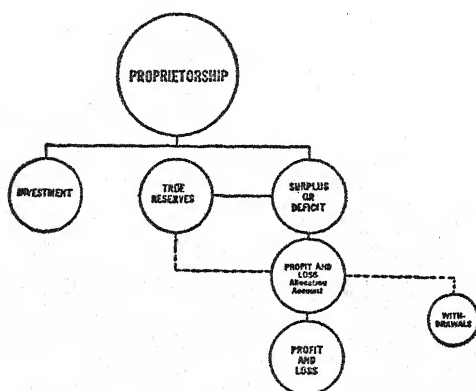 PROPRIETORSHIP
INVESTMENT
TRUE
RESERVES
SURPLUS
OR
DEFICIT
PROFIT AND
LOSS
Allocation
Account
WITH-
DRAWALS
PROFIT
AND
LOSS